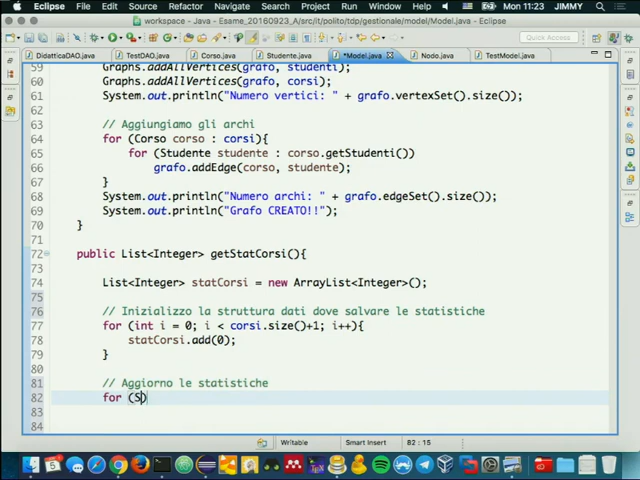 Eclipse File Edit Source Refactor Navigate Search Project Run Window Help Mon 11:23 JIMMY
workspace - Java - Esame_20160923/src/it/polito/tdp/gestionale/model/Model.java - Eclipse
Quick Access
DidatticaDAO.java TestDAO.java Corso.java Studente.java *Model.java Nodo.java TestModel.java
59 Graphs.addAllVertices(grafo, studenti);
60 Graphs.addAllVertices(grafo, corsi);
61 System.out.println("Numero vertici: " + grafo.vertexSet().size());
62
63 // Aggiungiamo gli archi
64 for (Corso corso : corsi){
65 for (Studente studente : corso.getStudenti())
66 grafo.addEdge(corso, studente);
67 }
68 System.out.println("Numero archi: " + grafo.edgeSet().size());
69 System.out.println("Grafo CREATO!!");
70 }
71
72 public List<Integer> getStatCorsi(){
73
74 List<Integer> statCorsi = new ArrayList<Integer>();
75
76 // Inizializzo la struttura dati dove salvare le statistiche
77 for (int i = 0; i < corsi.size()+1; i++){
78 statCorsi.add(0);
79 }
80
81 // Aggiorno le statistiche
82 for (S)
83
84
Writable Smart Insert 82 : 15